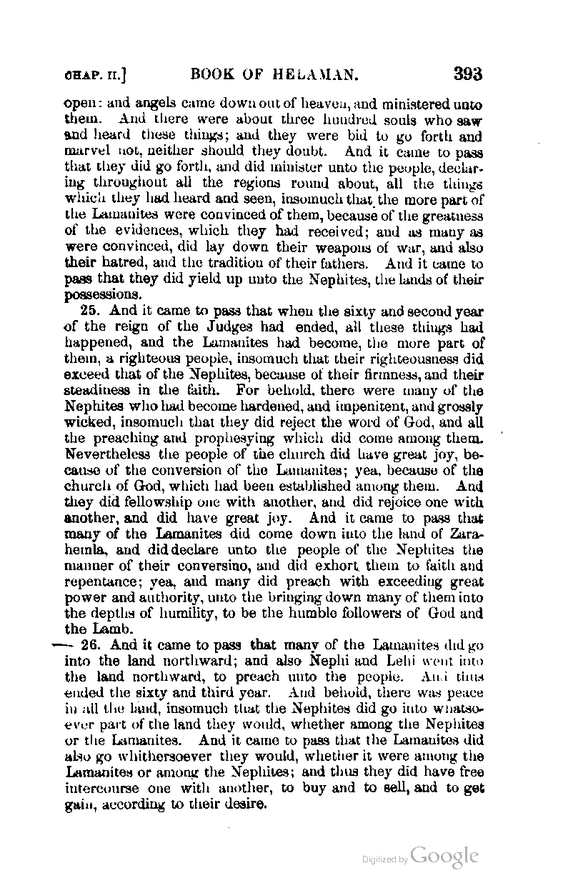 CHAP. II.] BOOK OF HELAMAN. 393
open: and angels came down out of heaven, and ministered unto
them. And there were about three hundred souls who saw
and heard these things; and they were bid to go forth and
marvel not, neither should they doubt. And it came to pass
that they did go forth, and did minister unto the people, declar-
ing throughout all the regions round about, all the things
which they had heard and seen, insomuch that the more part of
the Lamanites were convinced of them, because of the greatness
of the evidences, which they had received; and as many as
were convinced, did lay down their weapons of war, and also
their hatred, and the tradition of their fathers. And it came to
pass that they did yield up unto the Nephites, the lands of their
possessions.
25. And it came to pass that when the sixty and second year
of the reign of the Judges had ended, all these things had
happened, and the Lamanites had become, the more part of
them, a righteous people, insomuch that their righteousness did
exceed that of the Nephites, because of their firmness, and their
steadiness in the faith. For behold, there were many of the
Nephites who had become hardened, and impenitent, and grossly
wicked, insomuch that they did reject the word of God, and all
the preaching and prophesying which did come among them.
Nevertheless the people of the church did have great joy, be-
cause of the conversion of the Lamanites; yea, because of the
church of God, which had been established among them. And
they did fellowship one with another, and did rejoice one with
another, and did have great joy. And it came to pass that
many of the Lamanites did come down into the land of Zara-
hemla, and did declare unto the people of the Nephites the
manner of their conversino, and did exhort them to faith and
repentance; yea, and many did preach with exceeding great
power and authority, unto the bringing down many of them into
the depths of humility, to be the humble followers of God and
the Lamb.
— 26. And it came to pass that many of the Lamanites did go
into the land northward; and also Nephi and Lehi went into
the land northward, to preach unto the people. And thus
ended the sixty and third year. And behold, there was peace
in all the land, insomuch that the Nephites did go into whatso-
ever part of the land they would, whether among the Nephites
or the Lamanites. And it came to pass that the Lamanites did
also go whithersoever they would, whether it were among the
Lamanites or among the Nephites; and thus they did have free
intercourse one with another, to buy and to sell, and to get
gain, according to their desire.
Digitized by Google